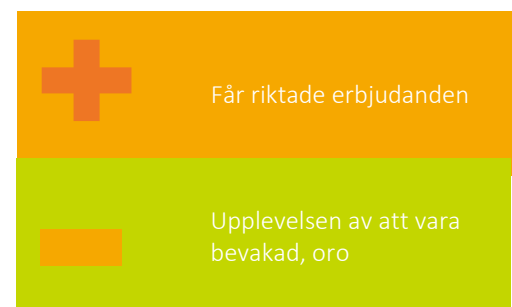 Får riktade erbjudanden
Upplevelsen av att vara
bevakad, oro